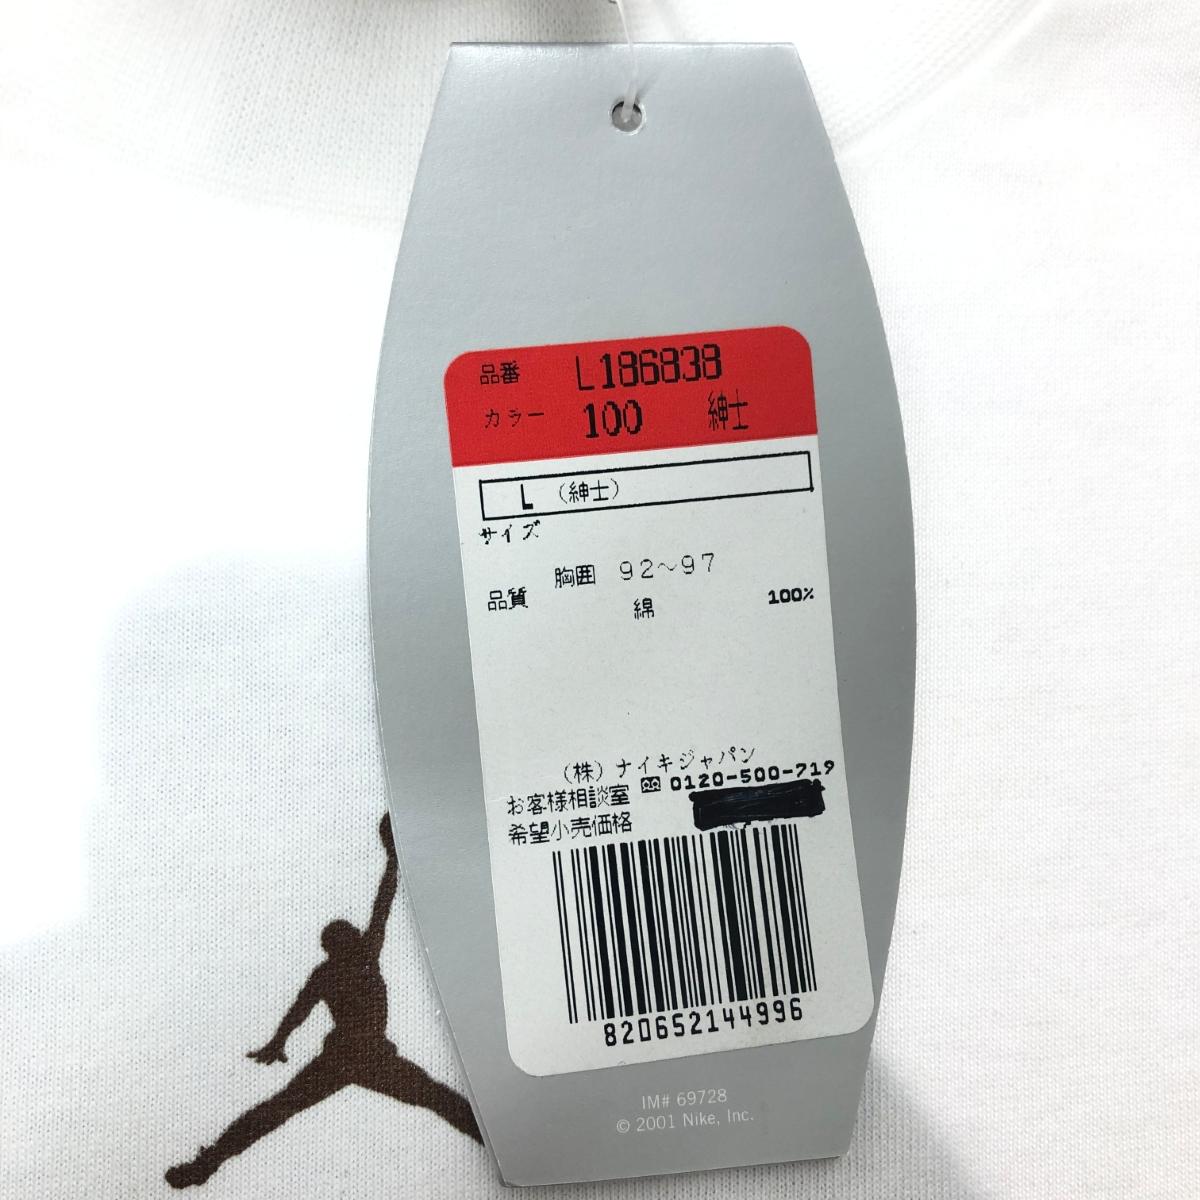 品番 L186838
カラー 100 紳士
L (紳士)
サイズ
胸囲 92~97
品質 綿 100%
(株)ナイキジャパン
お客様相談室 0120-500-719
希望小売価格
820652144996
IM# 69728
© 2001 Nike, Inc.